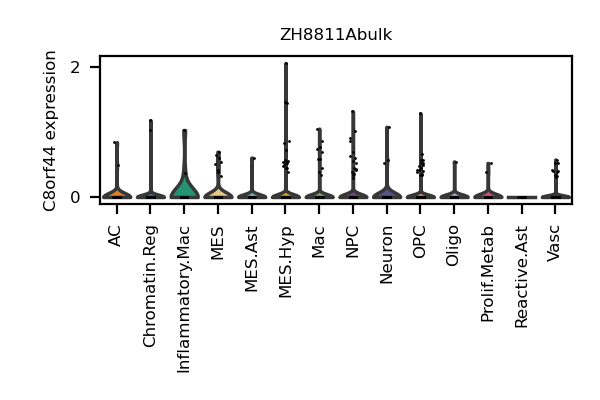 ZH8811Abulk
C8orf44 expression
2
0
AC
Chromatin.Reg
Inflammatory.Mac
MES
MES.Ast
MES.Hyp
Mac
NPC
Neuron
OPC
Oligo
Prolif.Metab
Reactive.Ast
Vasc